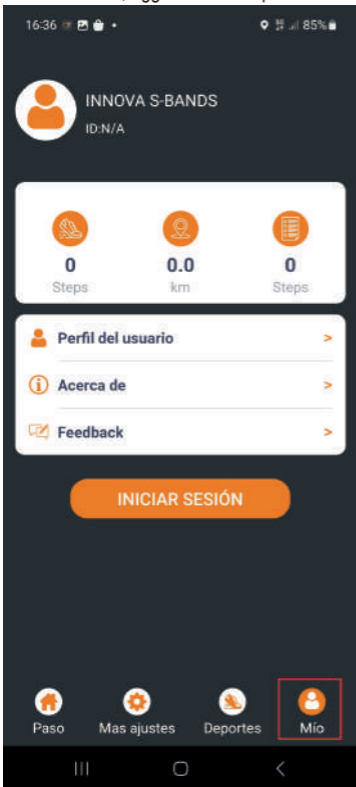 16:36
85%
INNOVA S-BANDS
ID:N/A
0
0.0
0
Steps
km
Steps
Perfil del usuario
>
Acerca de
>
Feedback
>
INICIAR SESIÓN
Paso
Mas ajustes
Deportes
Mío